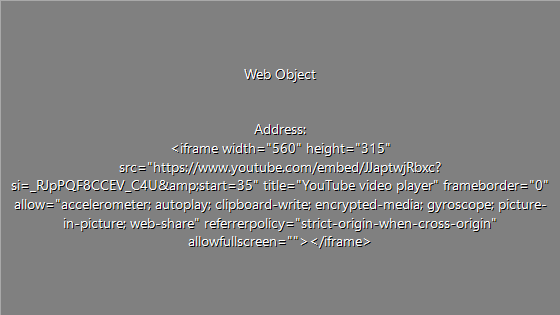 Web Object
Address:
<iframe width="560" height="315"
src="https://www.youtube.com/embed/JJaptwjRbxc?
si=_RJpPQF8CCEV_C4U&amp;start=35" title="YouTube video player" frameborder="0"
allow="accelerometer; autoplay; clipboard-write; encrypted-media; gyroscope; picture-
in-picture; web-share" referrerpolicy="strict-origin-when-cross-origin"
allowfullscreen=""></iframe>